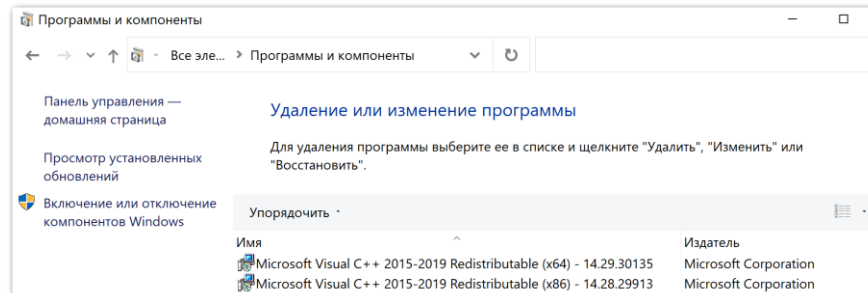 Программы и компоненты
Все эле... Программы и компоненты
Панель управления —
домашняя страница
Просмотр установленных
обновлений
Включение или отключение
компонентов Windows
Удаление или изменение программы
Для удаления программы выберите ее в списке и щелкните "Удалить", "Изменить" или
"Восстановить".
Упорядочить
Имя Издатель
Microsoft Visual C++ 2015-2019 Redistributable (x64) - 14.29.30135 Microsoft Corporation
Microsoft Visual C++ 2015-2019 Redistributable (x86) - 14.28.29913 Microsoft Corporation